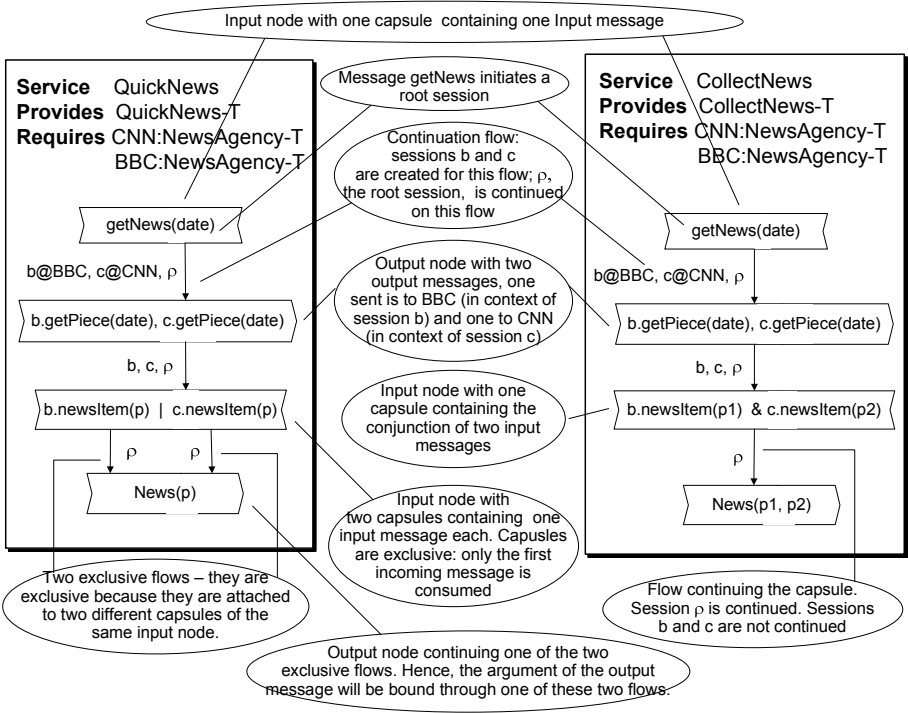 Input node with one capsule containing one Input message
Service QuickNews
Provides QuickNews-T
Requires CNN:NewsAgency-T
BBC:NewsAgency-T
getNews(date)
b@BBC, c@CNN, ρ
b.getPiece(date), c.getPiece(date)
b, c, ρ
b.newsItem(p) | c.newsItem(p)
ρ
ρ
News(p)
Message getNews initiates a
root session
Continuation flow:
sessions b and c
are created for this flow; ρ,
the root session, is continued
on this flow
Output node with two
output messages, one
sent is to BBC (in context of
session b) and one to CNN
(in context of session c)
Input node with one
capsule containing the
conjunction of two input
messages
Input node with
two capsules containing one
input message each. Capusles
are exclusive: only the first
incoming message is
consumed
Service CollectNews
Provides CollectNews-T
Requires CNN:NewsAgency-T
BBC:NewsAgency-T
getNews(date)
b@BBC, c@CNN, ρ
b.getPiece(date), c.getPiece(date)
b, c, ρ
b.newsItem(p1) & c.newsItem(p2)
ρ
News(p1, p2)
Two exclusive flows – they are
exclusive because they are attached
to two different capsules of the
same input node.
Flow continuing the capsule.
Session ρ is continued. Sessions
b and c are not continued
Output node continuing one of the two
exclusive flows. Hence, the argument of the output
message will be bound through one of these two flows.